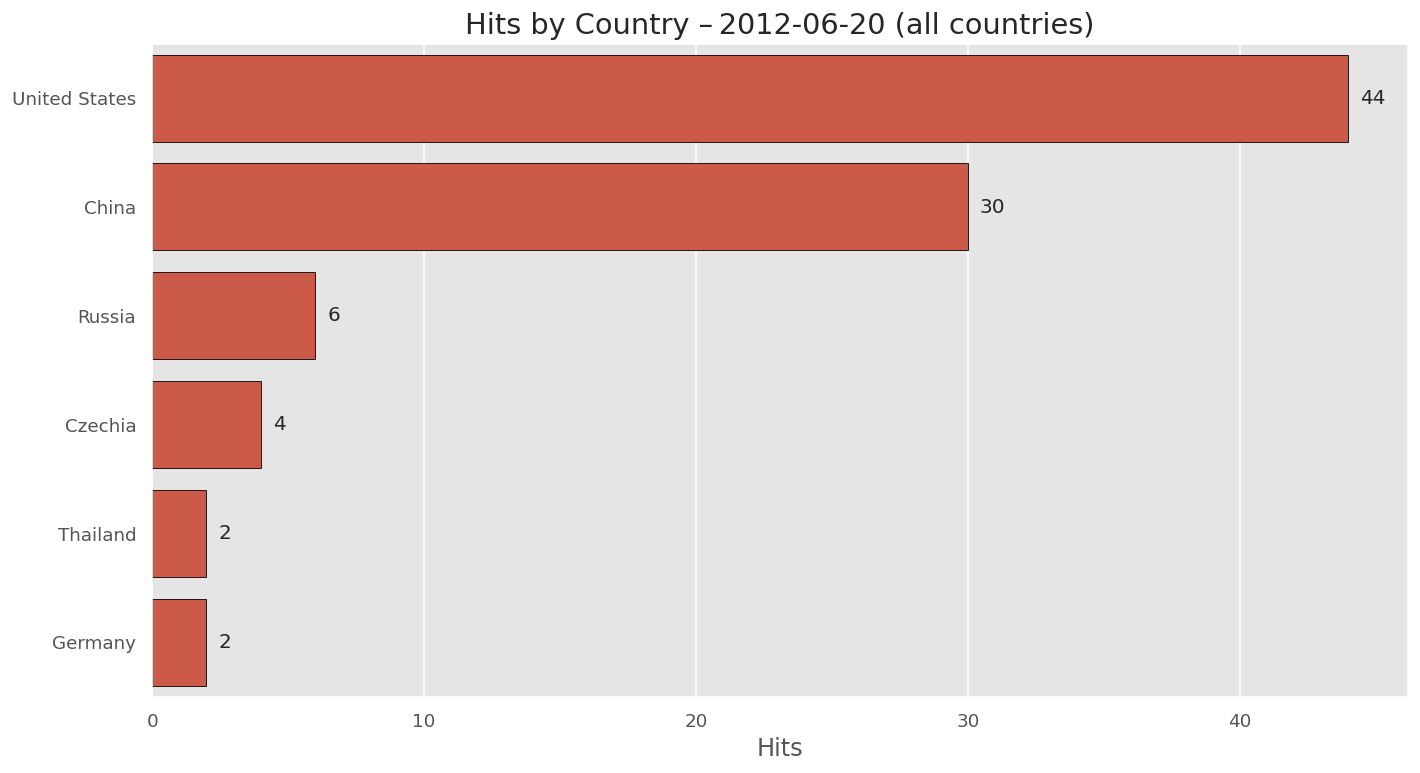 Hits by Country – 2012-06-20 (all countries)
United States 44
China 30
Russia 6
Czechia 4
Thailand 2
Germany 2
0 10 20 30 40
Hits